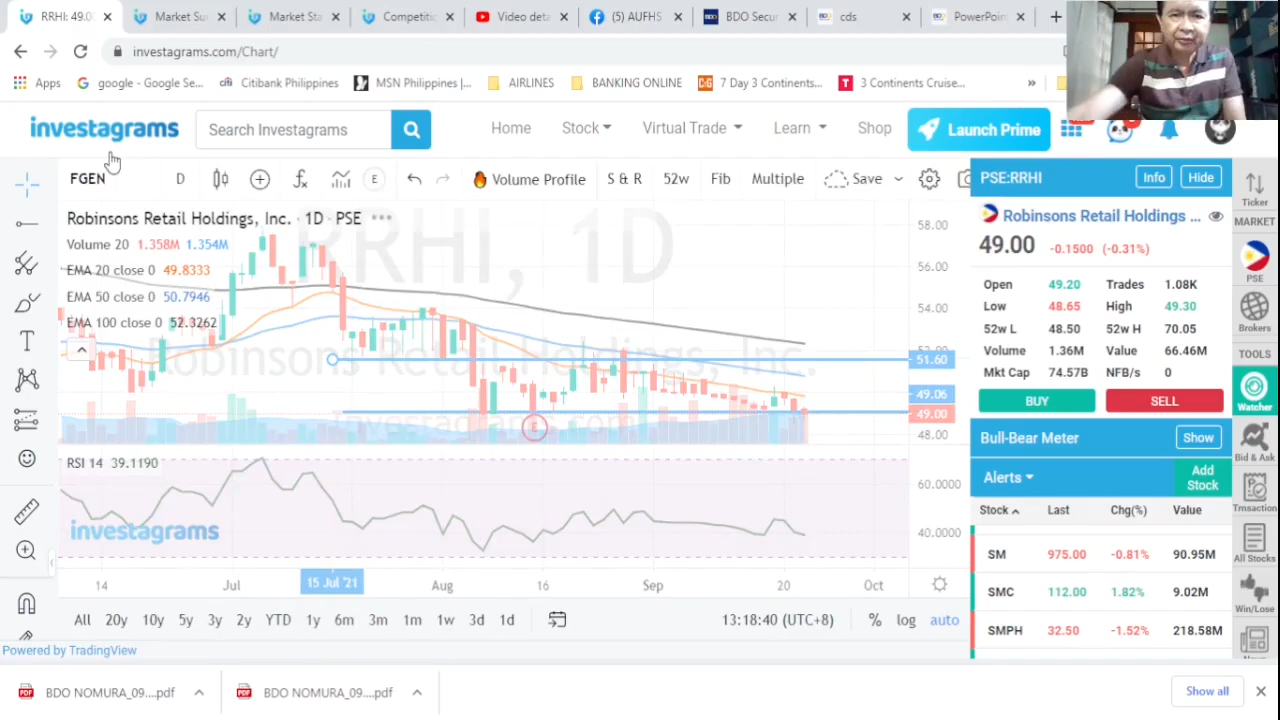 RRHI: 49.0
Market Su
Market Sta
Competitic
Video deta
(5) AUFHS
BDO Secur
cds
PowerPoin
investagrams.com/Chart/
Apps
google - Google Se...
Citibank Philippines
MSN Philippines |...
AIRLINES
BANKING ONLINE
7 Day 3 Continents...
3 Continents Cruise...
»
investagrams
Search Investagrams
Home
Stock
Virtual Trade
Learn
Shop
Launch Prime
FGEN
D
E
Volume Profile
S & R
52w
Fib
Multiple
Save
PSE:RRHI
Info
Hide
Ticker
RRHI, 1D
Robinsons Retail Holdings, Inc. · 1D · PSE
Volume 20 1.358M 1.354M
EMA 20 close 0 49.8333
EMA 50 close 0 50.7946
EMA 100 close 0 52.3262
Robinsons Retail Holdings, Inc.
investagrams.com
E
58.00
56.00
54.00
52.00
51.60
49.06
49.00
48.00
Robinsons Retail Holdings ...
49.00 -0.1500 (-0.31%)
Open 49.20 Trades 1.08K
Low 48.65 High 49.30
52w L 48.50 52w H 70.05
Volume 1.36M Value 66.46M
Mkt Cap 74.57B NFB/s 0
BUY
SELL
Bull-Bear Meter
Show
Alerts
Add
Stock
Stock Last Chg(%) Value
SM 975.00 -0.81% 90.95M
SMC 112.00 1.82% 9.02M
SMPH 32.50 -1.52% 218.58M
MARKET
PSE
Brokers
TOOLS
Watcher
Bid & Ask
Trnsaction
All Stocks
Win/Lose
RSI 14 39.1190
60.0000
40.0000
investagrams
14
Jul
15 Jul '21
Aug
16
Sep
20
Oct
All
20y
10y
5y
3y
2y
YTD
1y
6m
3m
1m
1w
3d
1d
13:18:40 (UTC+8)
%
log
auto
Powered by TradingView
BDO NOMURA_09....pdf
BDO NOMURA_09....pdf
Show all